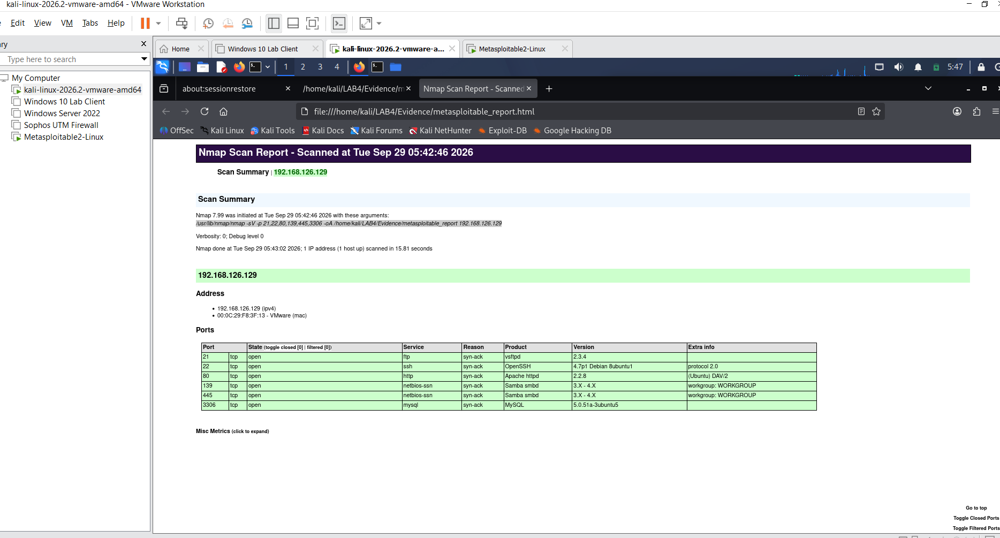 kali-linux-2026.2-vmware-amd64 - VMware Workstation
Edit View VM Tabs Help
ry
Type here to search
My Computer
kali-linux-2026.2-vmware-amd64
Windows 10 Lab Client
Windows Server 2022
Sophos UTM Firewall
Metasploitable2-Linux
Home Windows 10 Lab Client kali-linux-2026.2-vmware-a... Metasploitable2-Linux
1 2 3 4 5:47
about:sessionrestore /home/kali/LAB4/Evidence/m Nmap Scan Report - Scanned
file:///home/kali/LAB4/Evidence/metasploitable_report.html
OffSec Kali Linux Kali Tools Kali Docs Kali Forums Kali NetHunter Exploit-DB Google Hacking DB
Nmap Scan Report - Scanned at Tue Sep 29 05:42:46 2026
Scan Summary | 192.168.126.129
Scan Summary
Nmap 7.99 was initiated at Tue Sep 29 05:42:46 2026 with these arguments:
/usr/lib/nmap/nmap -sV -p 21,22,80,139,445,3306 -oA /home/kali/LAB4/Evidence/metasploitable_report 192.168.126.129
Verbosity: 0; Debug level 0
Nmap done at Tue Sep 29 05:43:02 2026; 1 IP address (1 host up) scanned in 15.81 seconds
192.168.126.129
Address
192.168.126.129 (ipv4)
00:0C:29:F8:3F:13 - VMware (mac)
Ports
Port State (toggle closed [0] | filtered [0]) Service Reason Product Version Extra info
21 tcp open ftp syn-ack vsftpd 2.3.4
22 tcp open ssh syn-ack OpenSSH 4.7p1 Debian 8ubuntu1 protocol 2.0
80 tcp open http syn-ack Apache httpd 2.2.8 (Ubuntu) DAV/2
139 tcp open netbios-ssn syn-ack Samba smbd 3.X - 4.X workgroup: WORKGROUP
445 tcp open netbios-ssn syn-ack Samba smbd 3.X - 4.X workgroup: WORKGROUP
3306 tcp open mysql syn-ack MySQL 5.0.51a-3ubuntu5
Misc Metrics (click to expand)
Go to top
Toggle Closed Ports
Toggle Filtered Ports